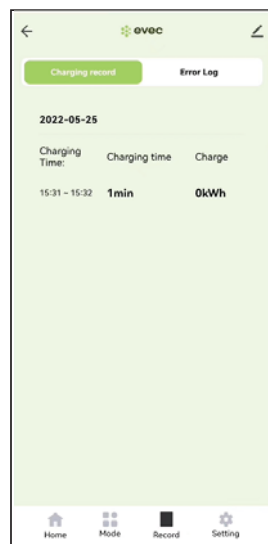 evec
Charging record Error Log
2022-05-25
Charging Time: Charging time Charge
15:31 - 15:32 1min 0kWh
Home Mode Record Setting